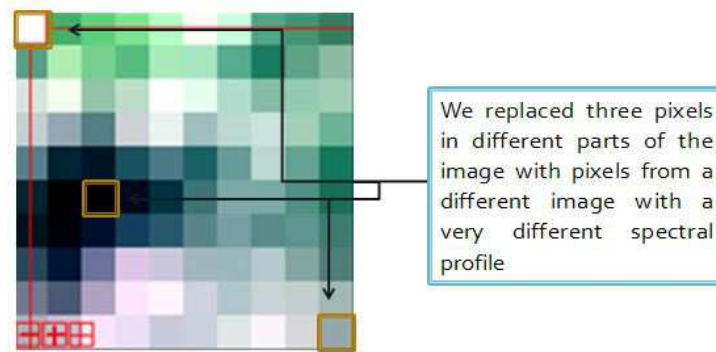 We replaced three pixels
in different parts of the
image with pixels from a
different image with a
very different spectral
profile